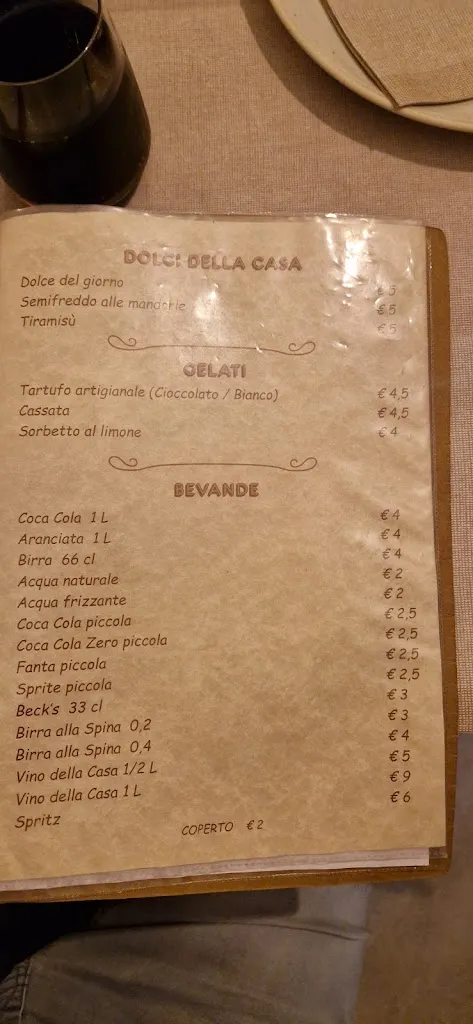 DOLCI DELLA CASA
Dolce del giorno € 5
Semifreddo alle mandorle € 5
Tiramisù € 5
GELATI
Tartufo artigianale (Cioccolato / Bianco) € 4,5
Cassata € 4,5
Sorbetto al limone € 4
BEVANDE
Coca Cola 1 L € 4
Aranciata 1 L € 4
Birra 66 cl € 4
Acqua naturale € 2
Acqua frizzante € 2
Coca Cola piccola € 2,5
Coca Cola Zero piccola € 2,5
Fanta piccola € 2,5
Sprite piccola € 2,5
Beck's 33 cl € 3
Birra alla Spina 0,2 € 3
Birra alla Spina 0,4 € 4
Vino della Casa 1/2 L € 5
Vino della Casa 1 L € 9
Spritz € 6
COPERTO € 2